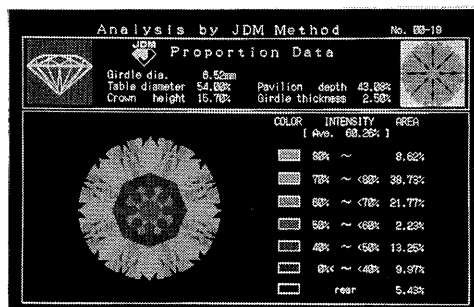 Analysis by JDM Method No. 00-19
JDM
Proportion Data
Girdle dia. 6.52mm
Table diameter 54.00% Pavilion depth 43.00%
Crown height 15.70% Girdle thickness 2.50%
COLOR INTENSITY AREA
[ Ave. 60.26% ]
80% ~ 8.62%
70% ~ <80% 38.73%
60% ~ <70% 21.77%
50% ~ <60% 2.23%
40% ~ <50% 13.25%
0%< ~ <40% 9.97%
rear 5.43%